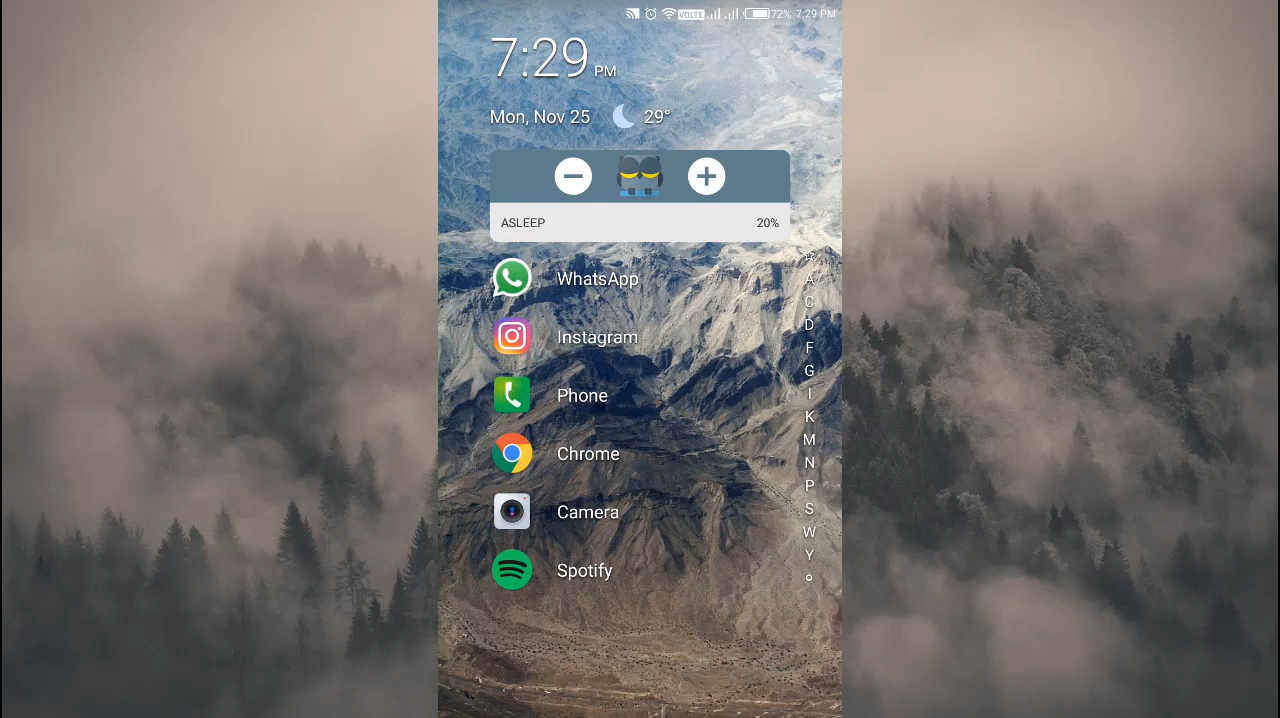 VOLTE 72% 7:29 PM
7:29 PM
Mon, Nov 25 29°
ASLEEP 20%
WhatsApp
Instagram
Phone
Chrome
Camera
Spotify
A
C
D
F
G
I
K
M
N
P
S
W
Y